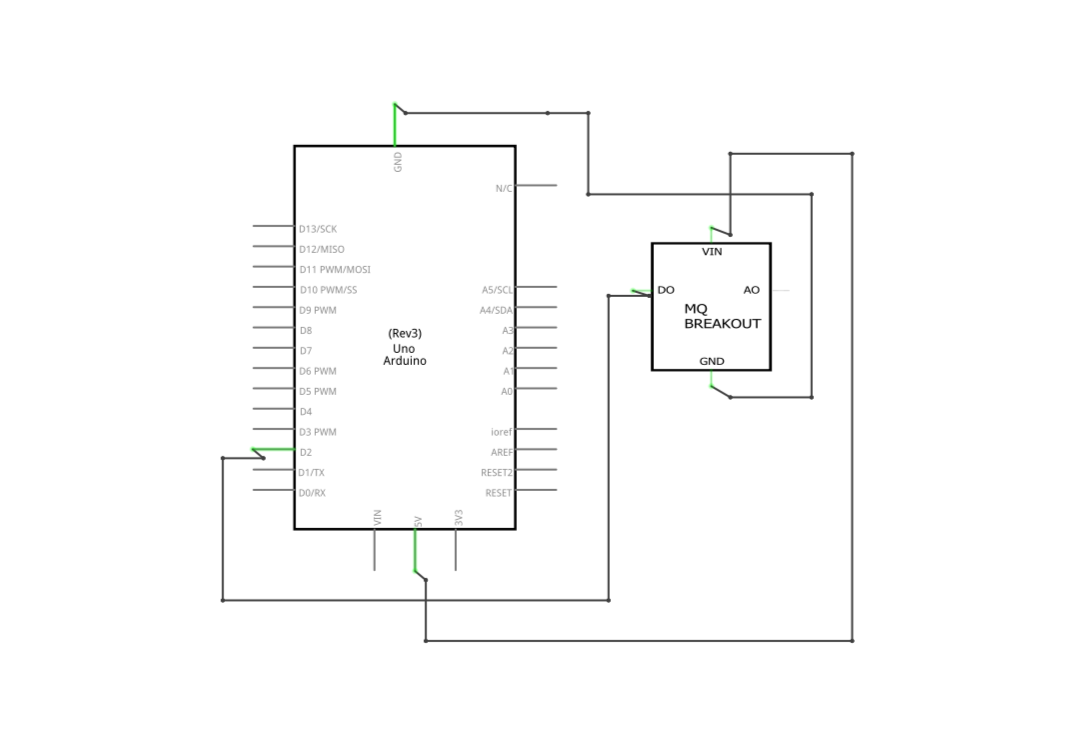 GND
N/C
D13/SCK
D12/MISO
D11 PWM/MOSI
D10 PWM/SS
D9 PWM
D8
D7
D6 PWM
D5 PWM
D4
D3 PWM
D2
D1/TX
D0/RX
(Rev3)
Uno
Arduino
A5/SCL
A4/SDA
A3
A2
A1
A0
ioref
AREF
RESET2
RESET
VIN
5V
3V3
VIN
DO
AO
MQ
BREAKOUT
GND